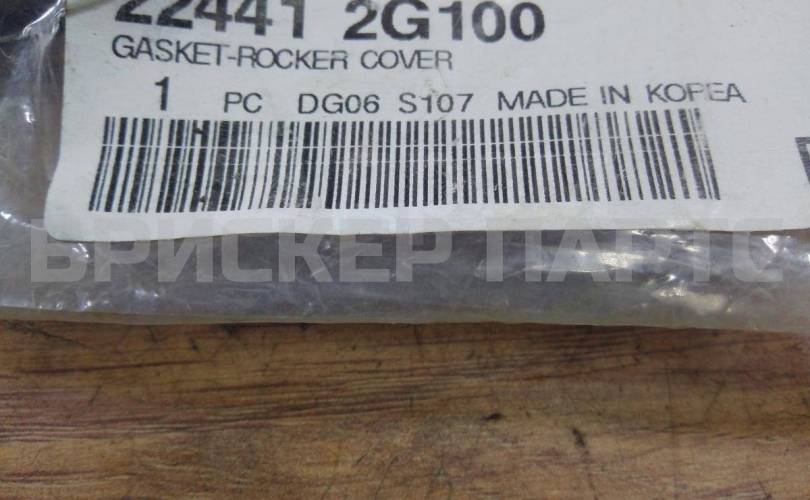 22441 2G100
GASKET-ROCKER COVER
1 PC DG06 S107 MADE IN KOREA
БРИСКЕР ПАРТС